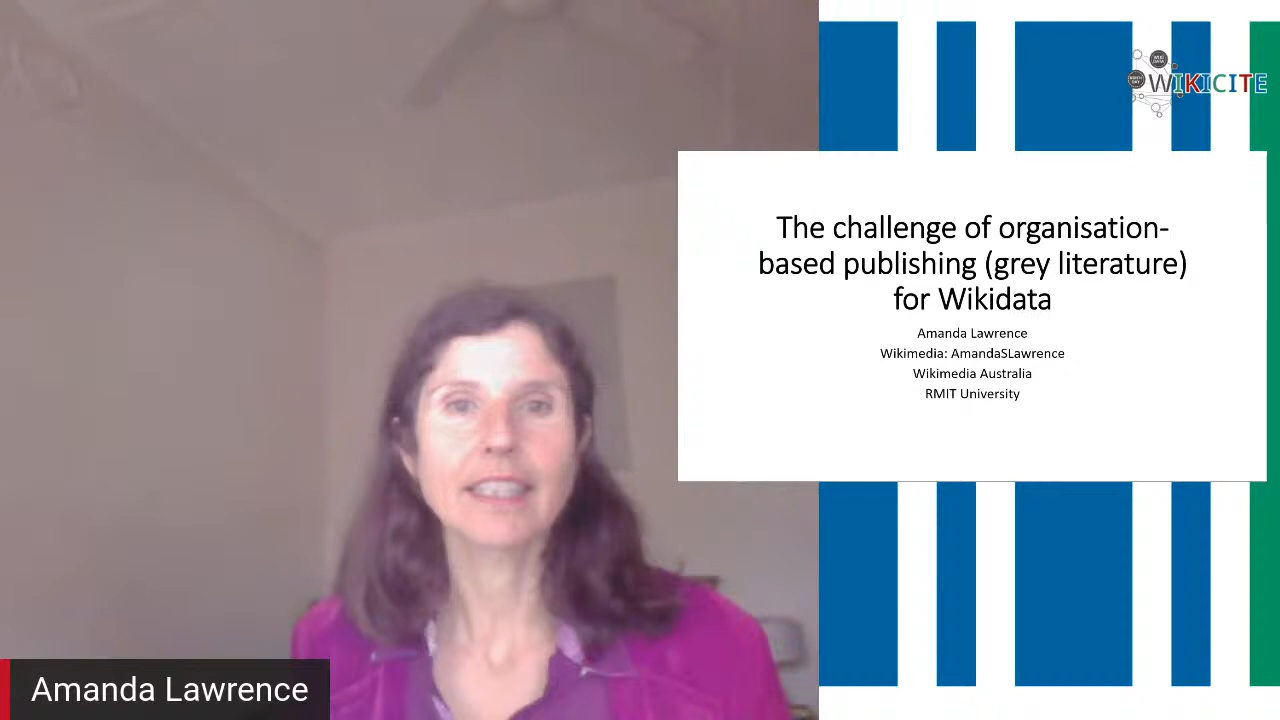 WIKICITE
The challenge of organisation-
based publishing (grey literature)
for Wikidata
Amanda Lawrence
Wikimedia: AmandaSLawrence
Wikimedia Australia
RMIT University
Amanda Lawrence